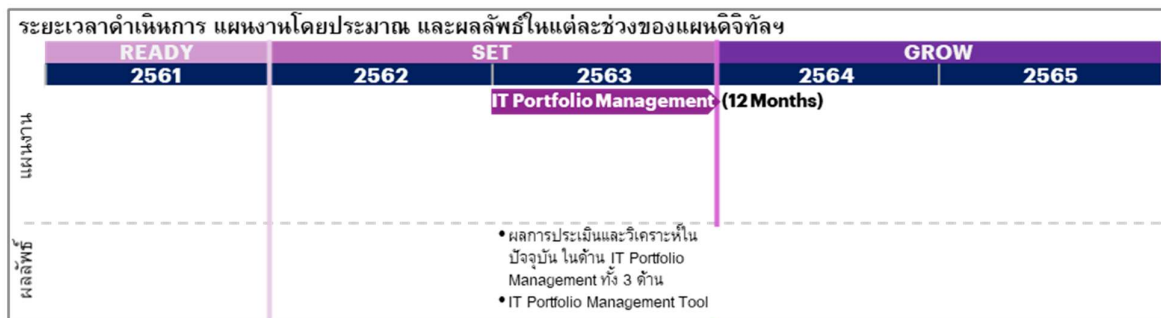 ระยะเวลาดำเนินการ แผนงานโดยประมาณ และผลลัพธ์ในแต่ละช่วงของแผนดิจิทัลฯ
READY SET GROW
2561 2562 2563 2564 2565
แผนงาน
IT Portfolio Management (12 Months)
ผลลัพธ์
• ผลการประเมินและวิเคราะห์ใน
ปัจจุบัน ในด้าน IT Portfolio
Management ทั้ง 3 ด้าน
• IT Portfolio Management Tool